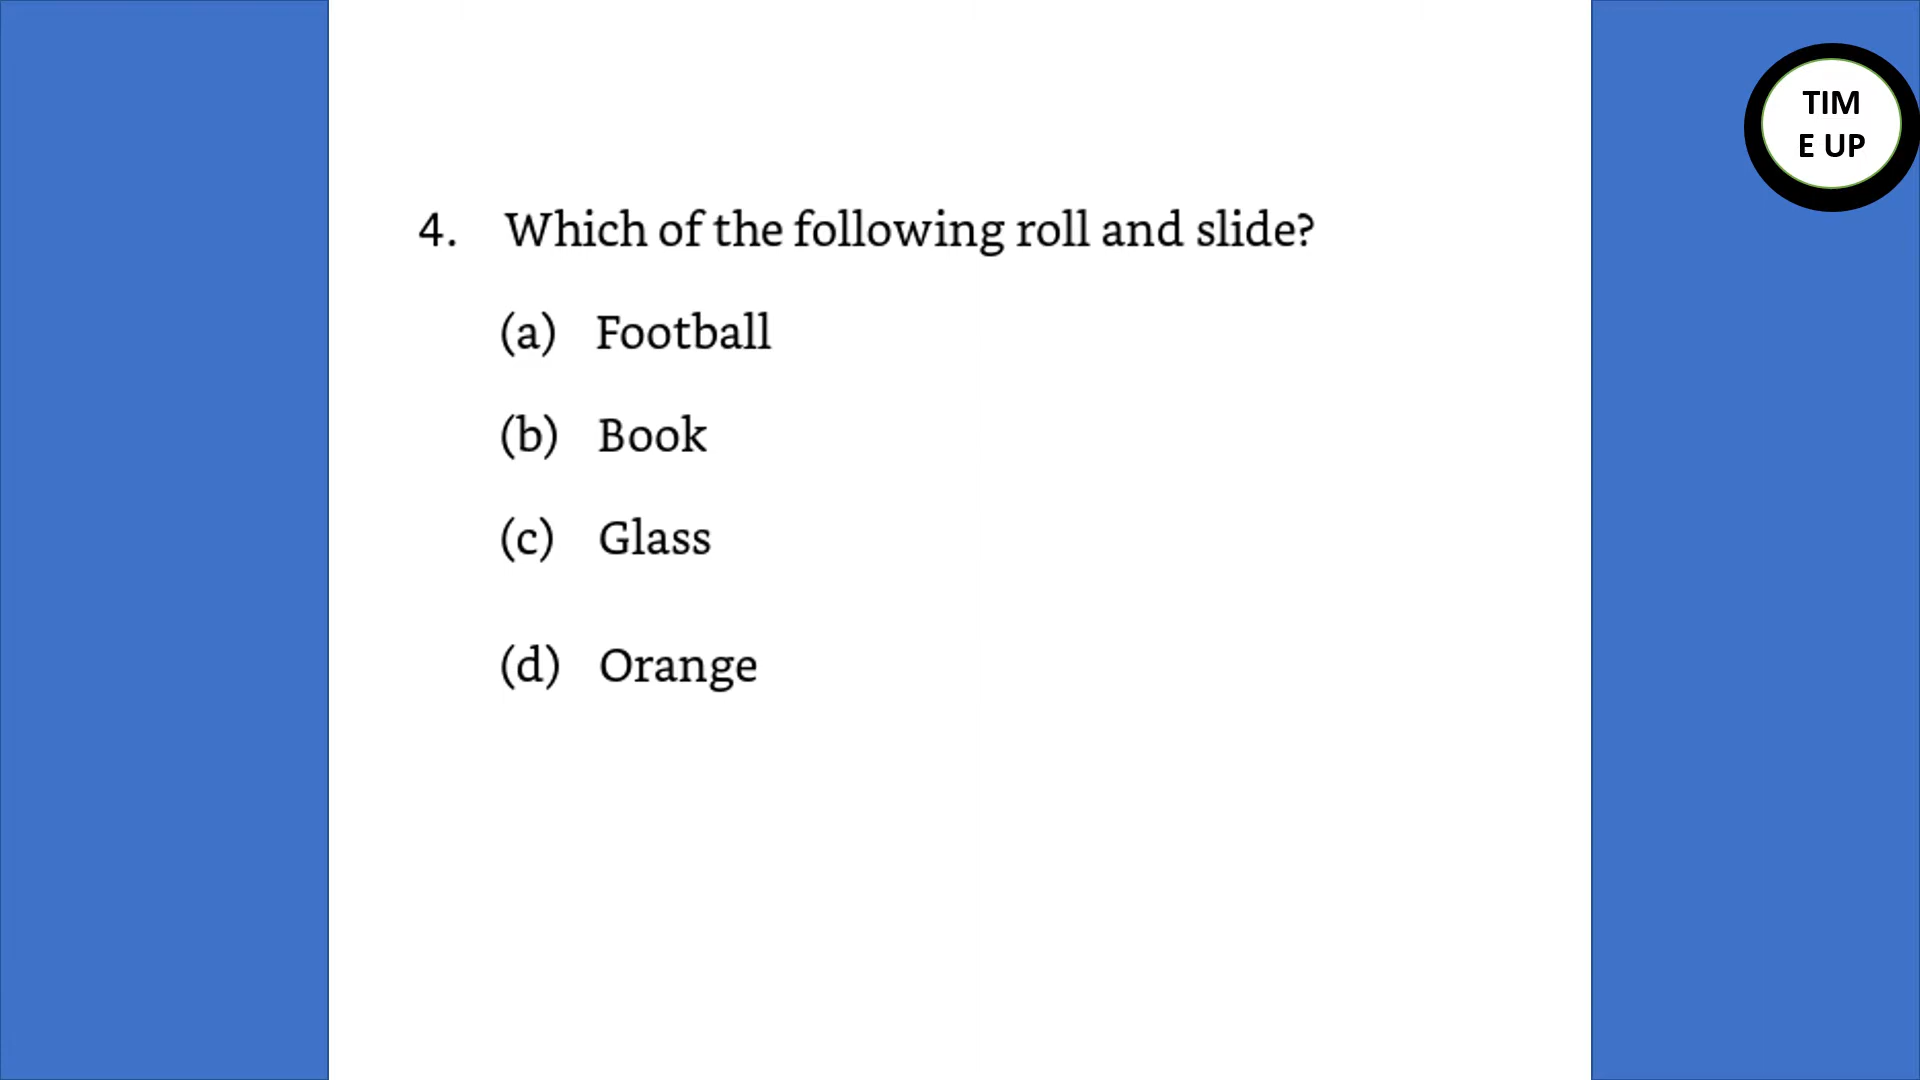 TIM
E UP
4. Which of the following roll and slide?
(a) Football
(b) Book
(c) Glass
(d) Orange